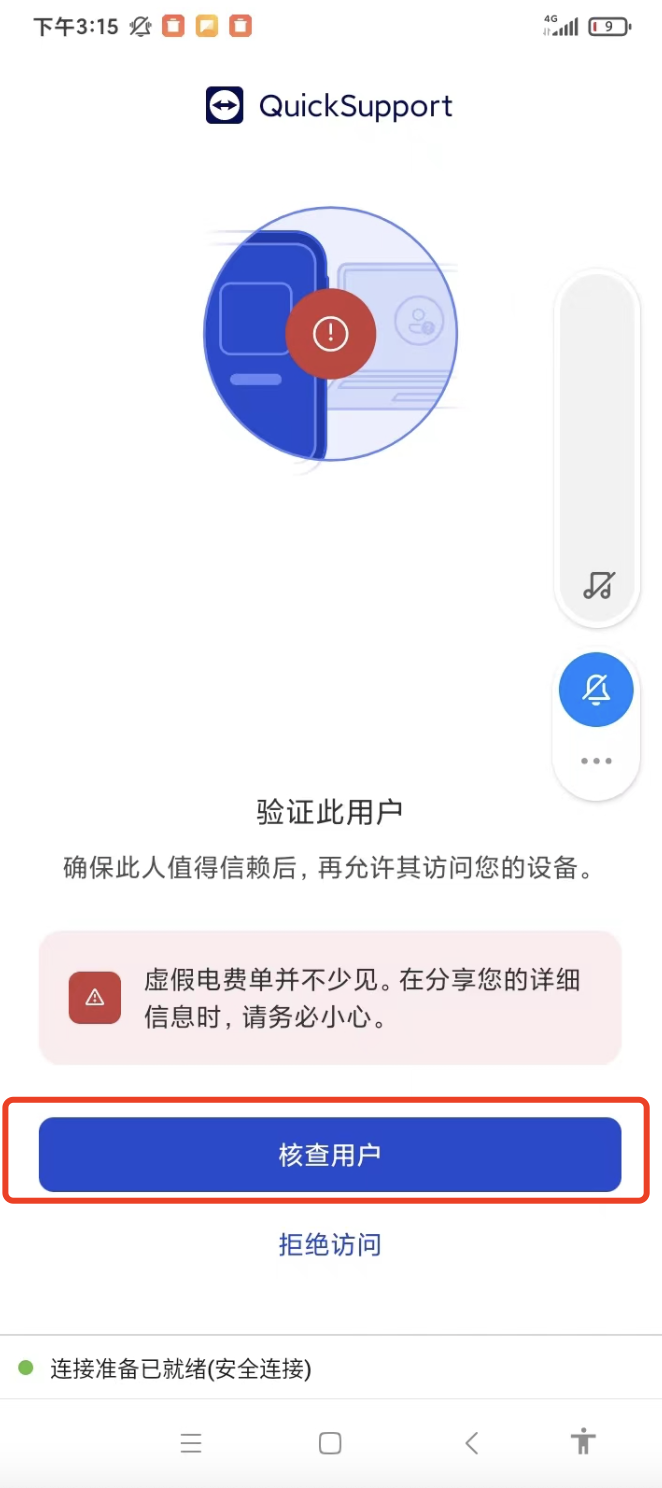 下午3:15
4G
9
QuickSupport
验证此用户
确保此人值得信赖后，再允许其访问您的设备。
虚假电费单并不少见。在分享您的详细
信息时，请务必小心。
核查用户
拒绝访问
连接准备已就绪(安全连接)